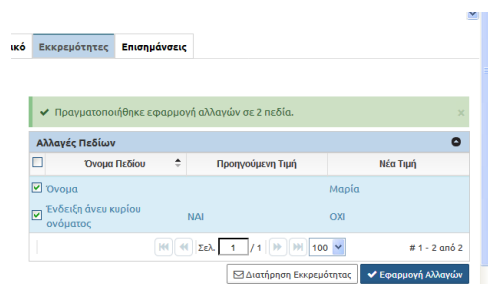 ικό Εκκρεμότητες Επισημάνσεις
Πραγματοποιήθηκε εφαρμογή αλλαγών σε 2 πεδία. ×
Αλλαγές Πεδίων
Όνομα Πεδίου Προηγούμενη Τιμή Νέα Τιμή
Όνομα Μαρία
Ένδειξη άνευ κυρίου
ονόματος ΝΑΙ ΟΧΙ
Σελ. 1 / 1 100 # 1 - 2 από 2
Διατήρηση Εκκρεμότητας Εφαρμογή Αλλαγών